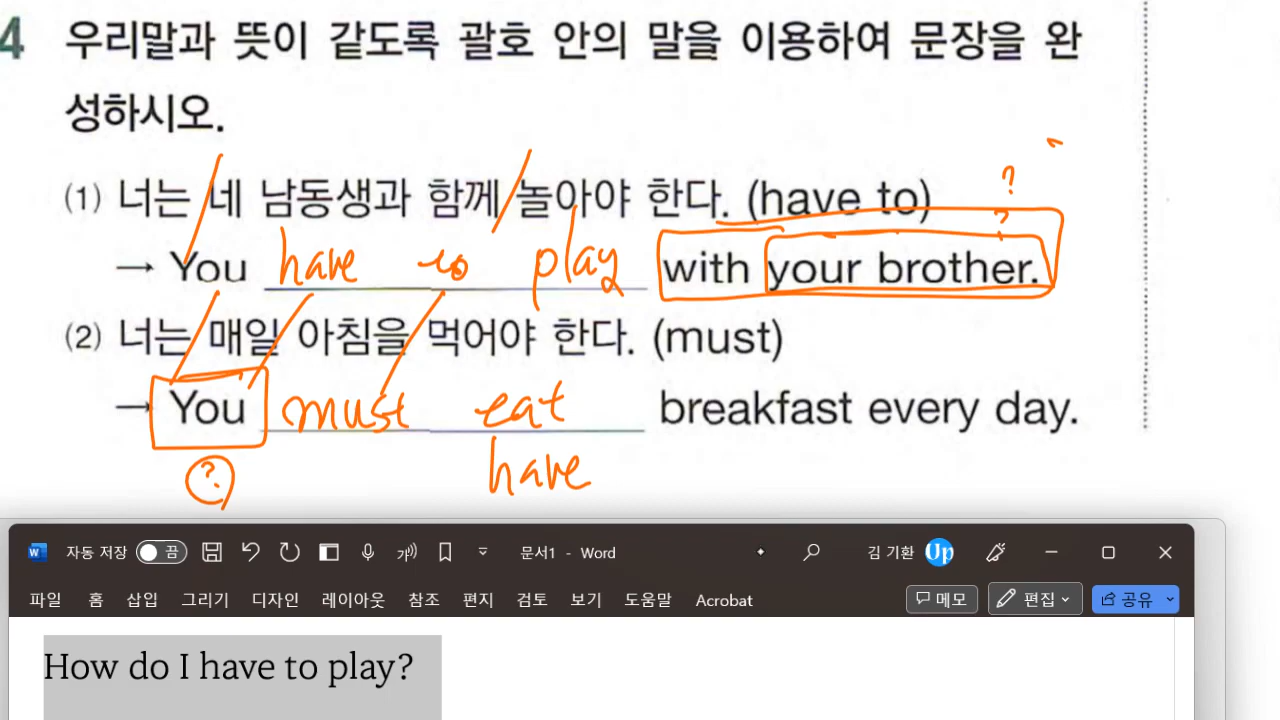 4 우리말과 뜻이 같도록 괄호 안의 말을 이용하여 문장을 완
성하시오.
(1) 너는 네 남동생과 함께 놀아야 한다. (have to)
→ You have to play with your brother.
(2) 너는 매일 아침을 먹어야 한다. (must)
→ You must eat breakfast every day.
? have
자동 저장 끔 가 문서1 - Word 김 기환 Up
파일 홈 삽입 그리기 디자인 레이아웃 참조 편지 검토 보기 도움말 Acrobat 메모 편집 공유
How do I have to play?